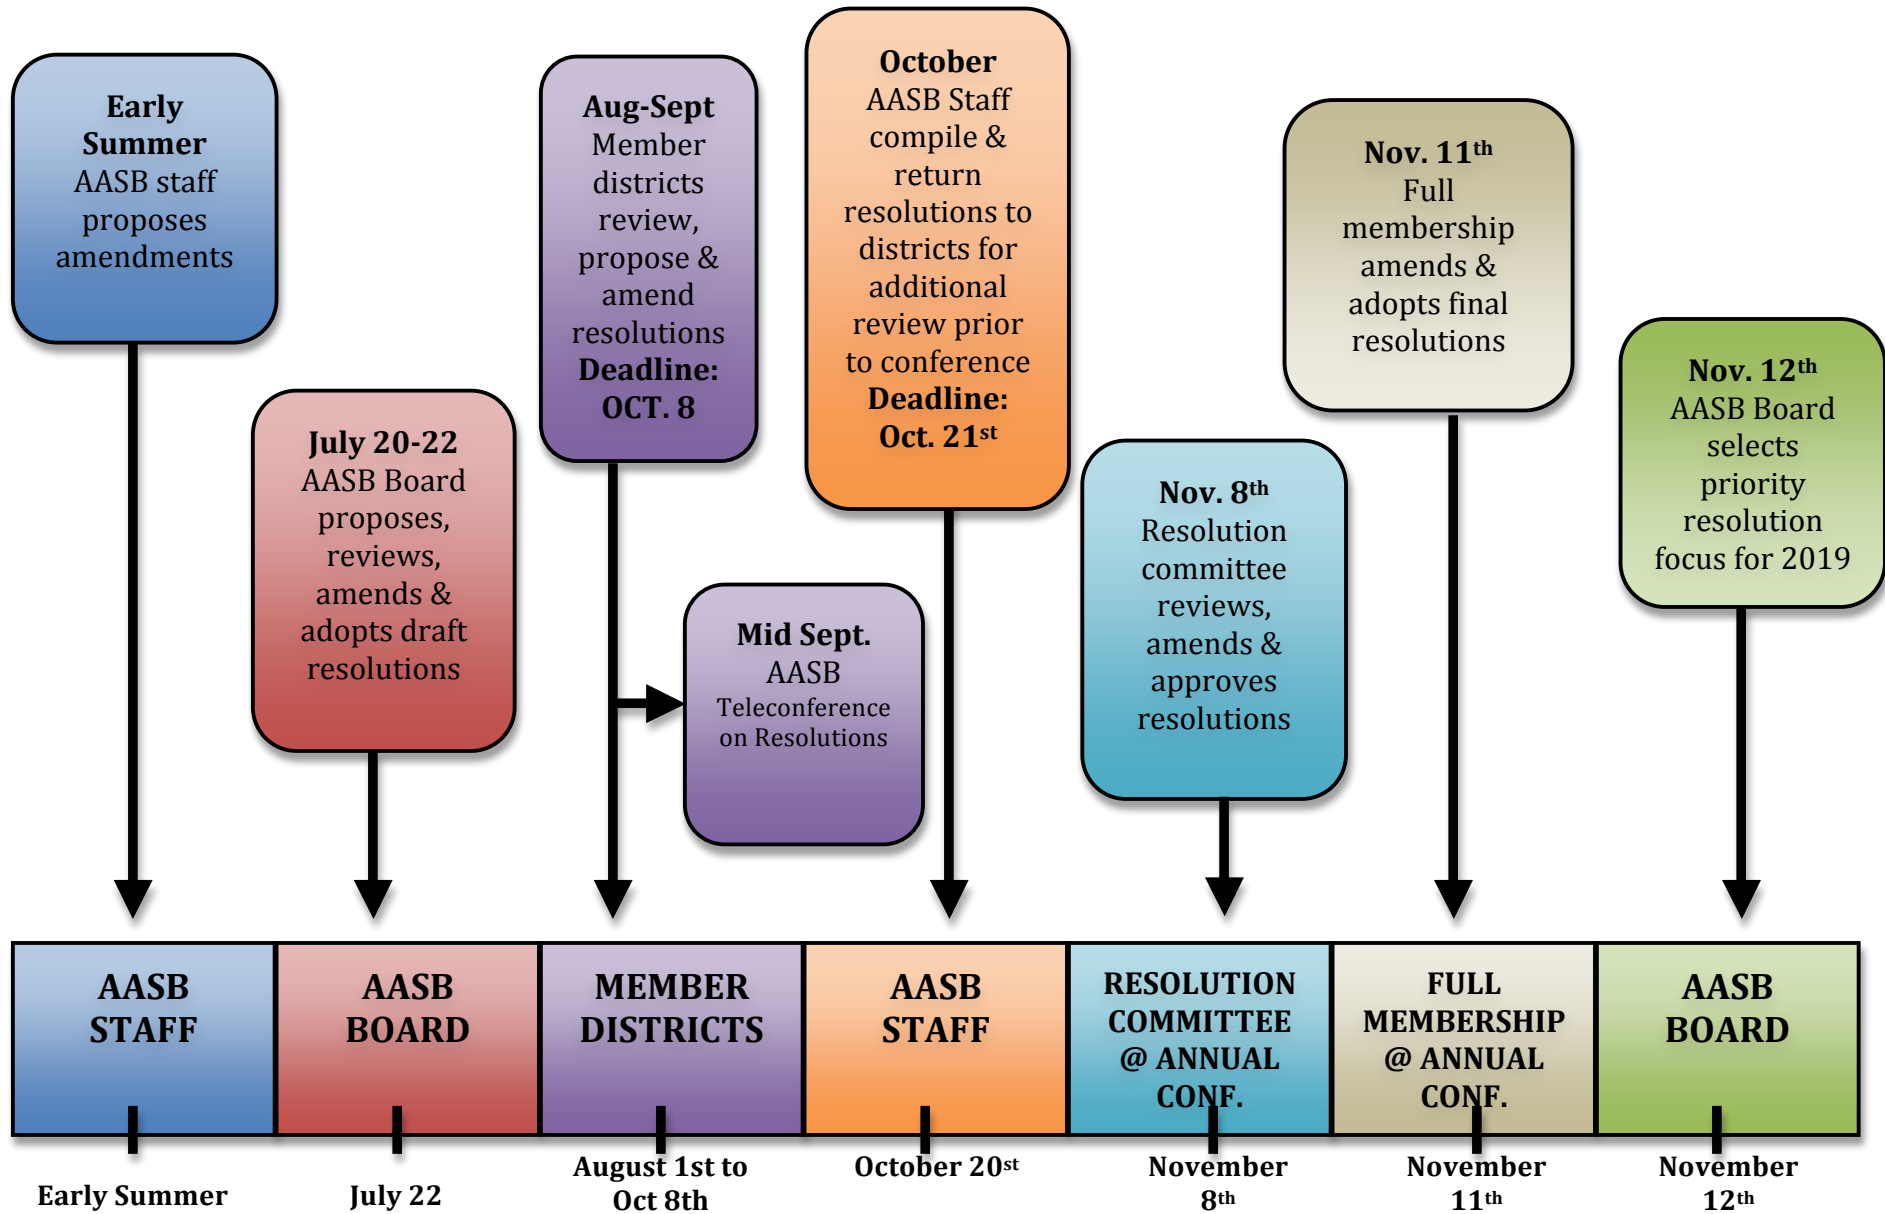 Early
Summer
AASB staff
proposes
amendments
July 20-22
AASB Board
proposes,
reviews,
amends &
adopts draft
resolutions
Aug-Sept
Member
districts
review,
propose &
amend
resolutions
Deadline:
OCT. 8
Mid Sept.
AASB
Teleconference
on Resolutions
October
AASB Staff
compile &
return
resolutions to
districts for
additional
review prior
to conference
Deadline:
Oct. 21st
Nov. 8th
Resolution
committee
reviews,
amends &
approves
resolutions
Nov. 11th
Full
membership
amends &
adopts final
resolutions
Nov. 12th
AASB Board
selects
priority
resolution
focus for 2019
AASB
STAFF
AASB
BOARD
MEMBER
DISTRICTS
AASB
STAFF
RESOLUTION
COMMITTEE
@ ANNUAL
CONF.
FULL
MEMBERSHIP
@ ANNUAL
CONF.
AASB
BOARD
Early Summer
July 22
August 1st to
Oct 8th
October 20st
November
8th
November
11th
November
12th